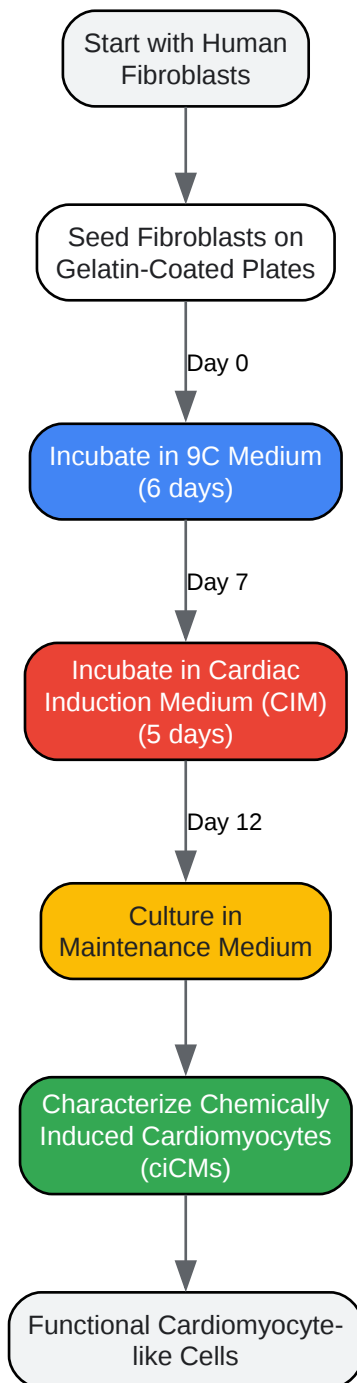 Start with Human
Fibroblasts
Seed Fibroblasts on
Gelatin-Coated Plates
Day 0
Incubate in 9C Medium
(6 days)
Day 7
Incubate in Cardiac
Induction Medium (CIM)
(5 days)
Day 12
Culture in
Maintenance Medium
Characterize Chemically
Induced Cardiomyocytes
(ciCMs)
Functional Cardiomyocyte-
like Cells